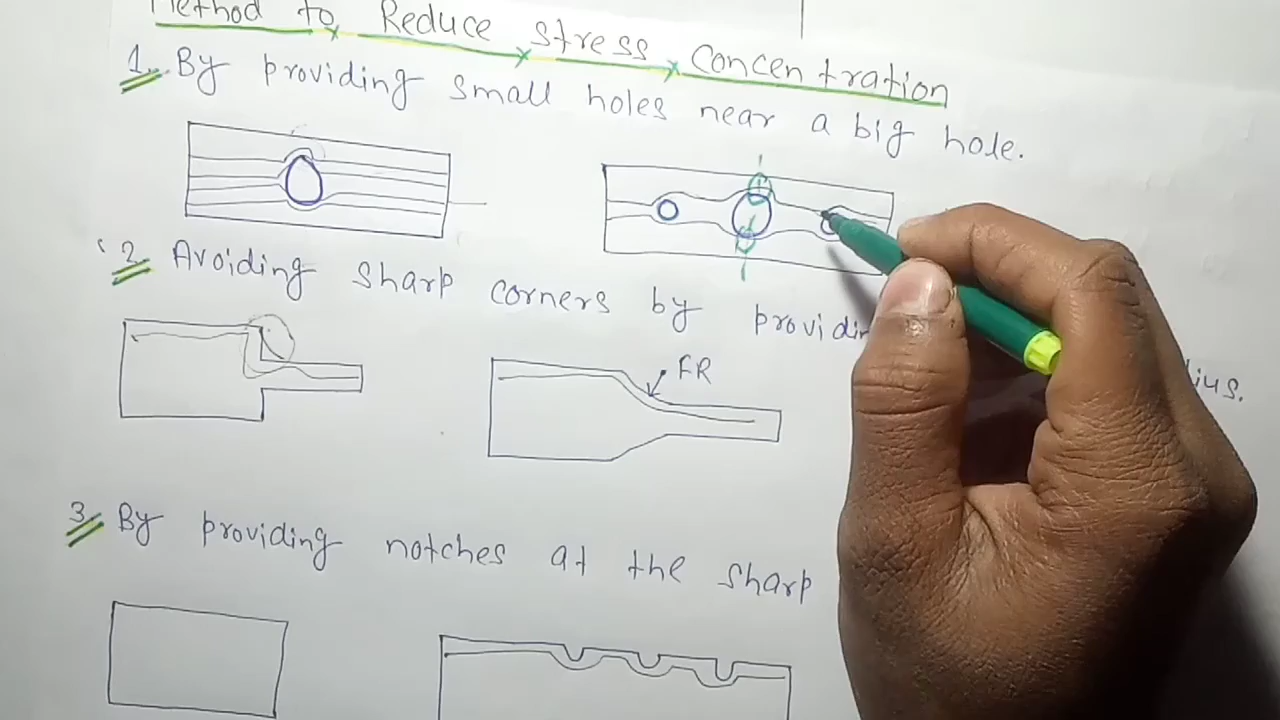 Method to Reduce Stress Concentration
1. By providing small holes near a big hole.
2. Avoiding sharp corners by
FR
3. By providing notches at the sharp